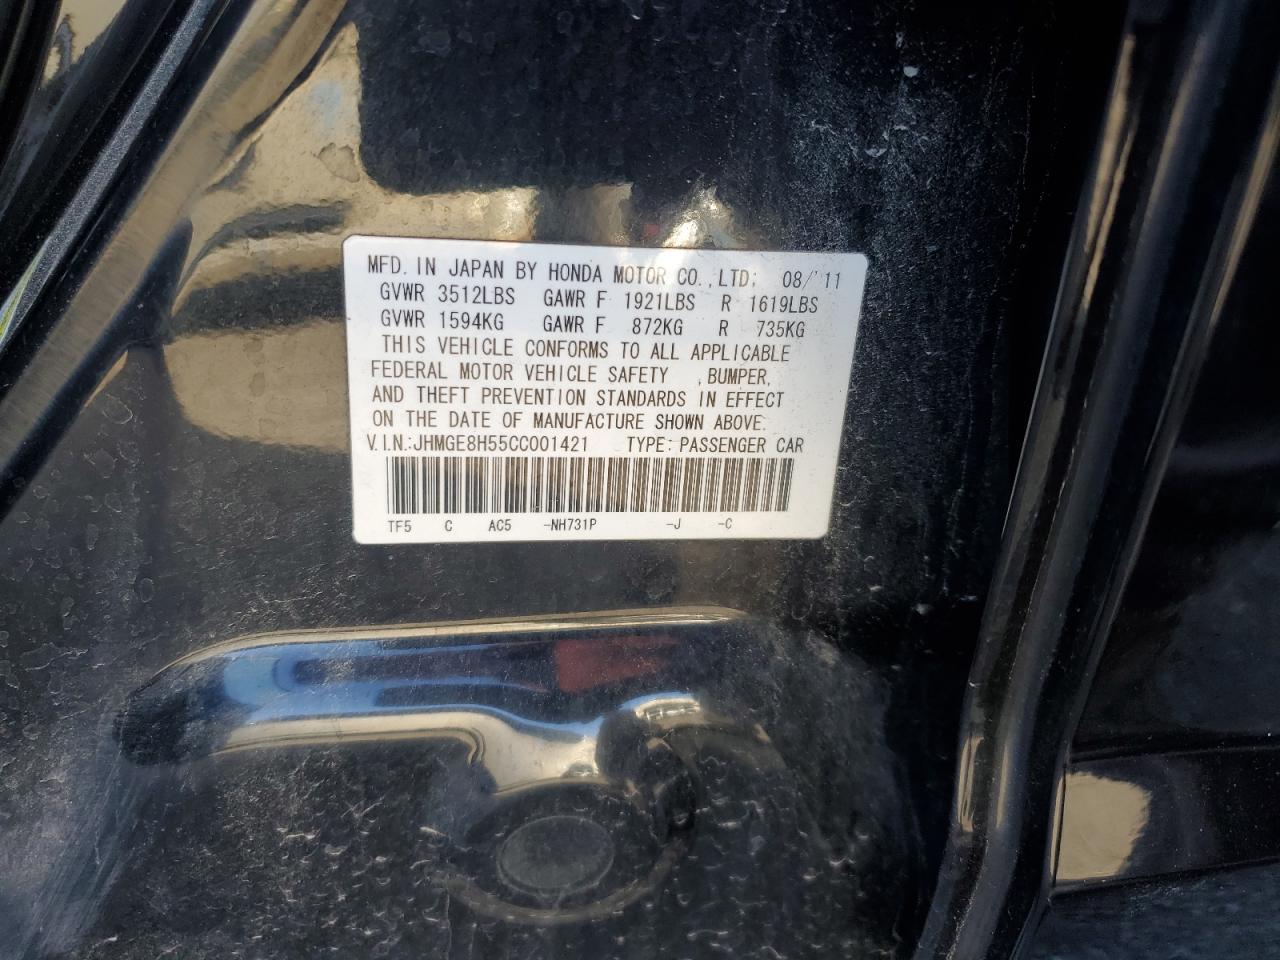 MFD. IN JAPAN BY HONDA MOTOR CO.,LTD. 08/'11
GVWR 3512LBS GAWR F 1921LBS R 1619LBS
GVWR 1594KG GAWR F 872KG R 735KG
THIS VEHICLE CONFORMS TO ALL APPLICABLE
FEDERAL MOTOR VEHICLE SAFETY ,BUMPER,
AND THEFT PREVENTION STANDARDS IN EFFECT
ON THE DATE OF MANUFACTURE SHOWN ABOVE.
V.I.N.:JHMGE8H55CC001421 TYPE: PASSENGER CAR
TF5 C AC5 -NH731P -J -C